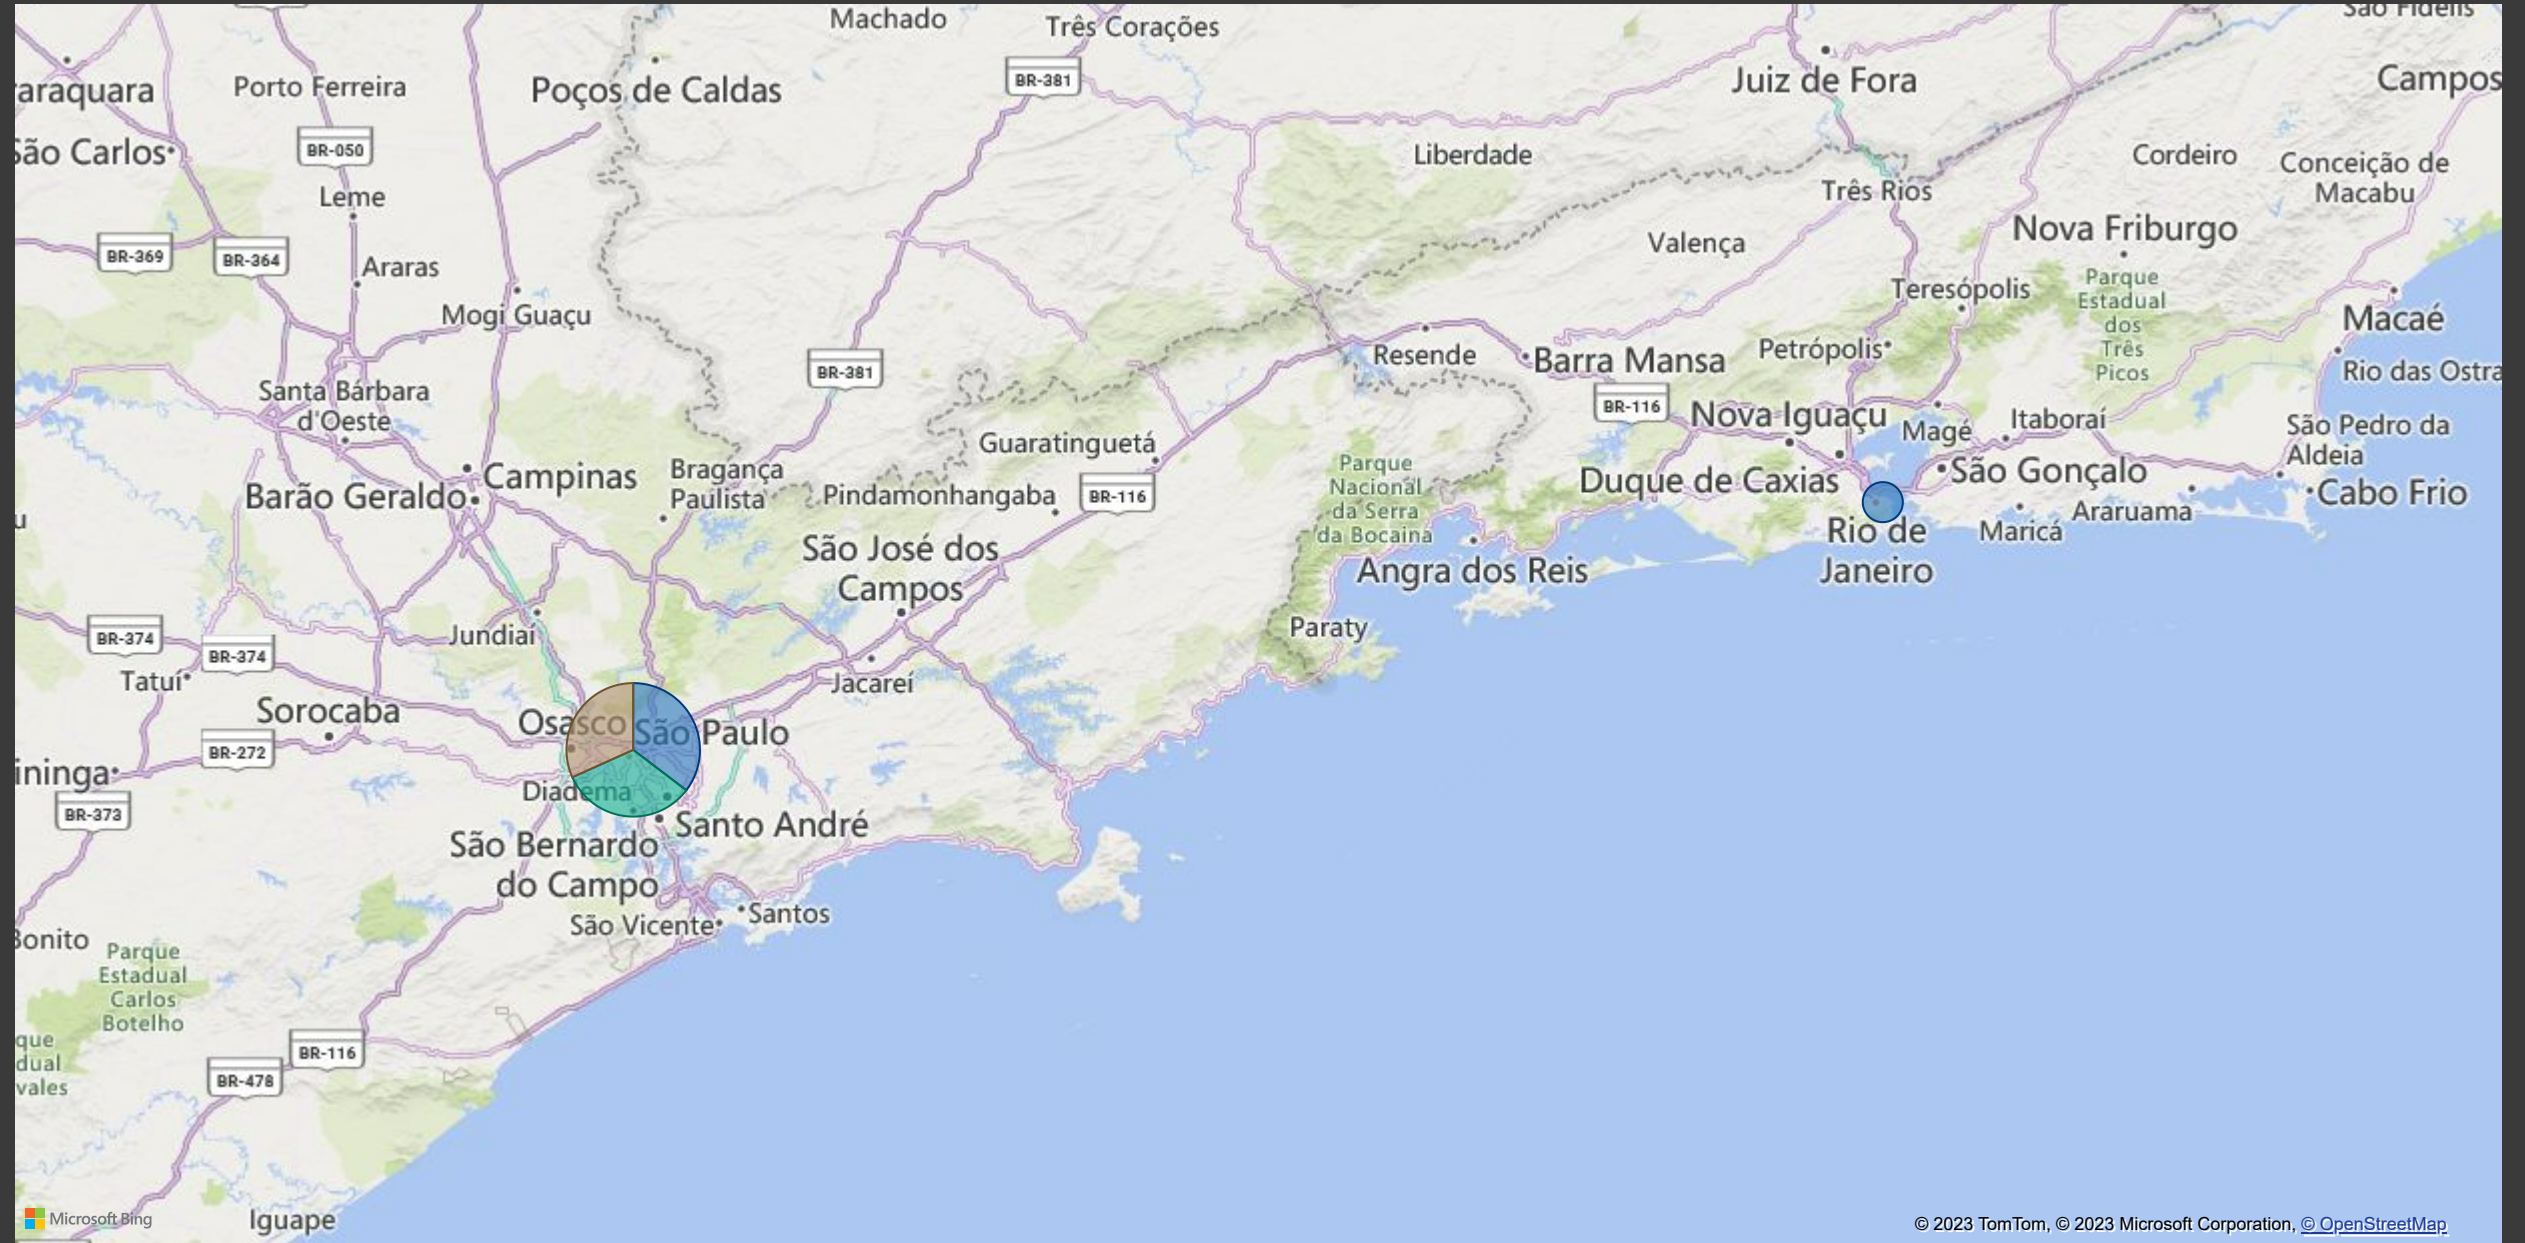 Machado
Três Corações
São Fidélis
BR-381
Juiz de Fora
Campos
araquara
Porto Ferreira
Poços de Caldas
BR-050
São Carlos
Liberdade
Cordeiro
Conceição de
Macabu
Leme
Três Rios
Nova Friburgo
BR-369
BR-364
Araras
Valença
Parque
Estadual
dos
Três
Picos
Teresópolis
Mogi Guaçu
Macaé
BR-381
Resende
Barra Mansa
Petrópolis
Rio das Ostra
Santa Bárbara
d'Oeste
BR-116
Nova Iguaçu
Magé
Itaboraí
São Pedro da
Aldeia
Guaratinguetá
Campinas
Bragança
Paulista
Parque
Nacional
da Serra
da Bocaina
Duque de Caxias
São Gonçalo
Barão Geraldo
Pindamonhangaba
BR-116
Cabo Frio
Araruama
u
Rio de
Janeiro
Maricá
São José dos
Campos
Angra dos Reis
BR-374
Jundiaí
Paraty
BR-374
Tatuí
Jacareí
Sorocaba
Osasco
São Paulo
BR-272
ininga
Diadema
BR-373
Santo André
São Bernardo
do Campo
Santos
São Vicente
Bonito
Parque
Estadual
Carlos
Botelho
que
dual
vales
BR-116
BR-478
Microsoft Bing
Iguape
© 2023 TomTom, © 2023 Microsoft Corporation, © OpenStreetMap